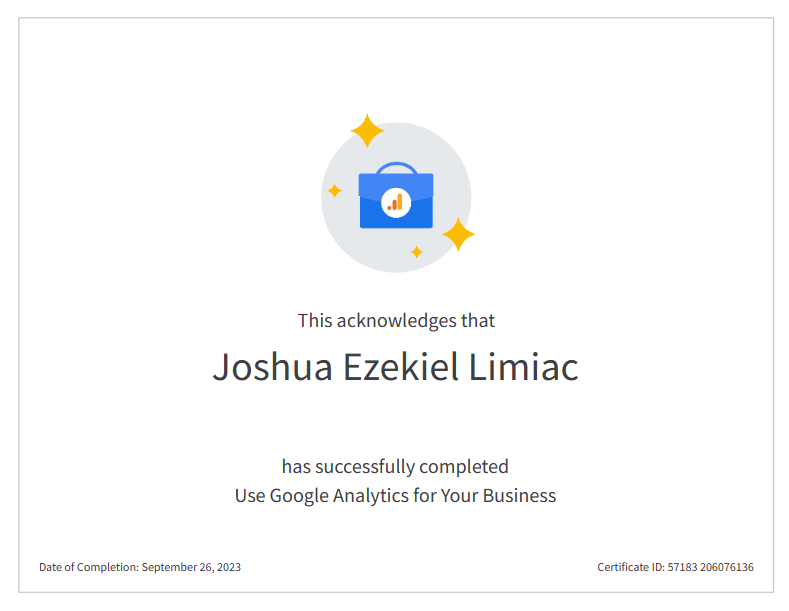 This acknowledges that
Joshua Ezekiel Limiac
has successfully completed
Use Google Analytics for Your Business
Date of Completion: September 26, 2023
Certificate ID: 57183 206076136